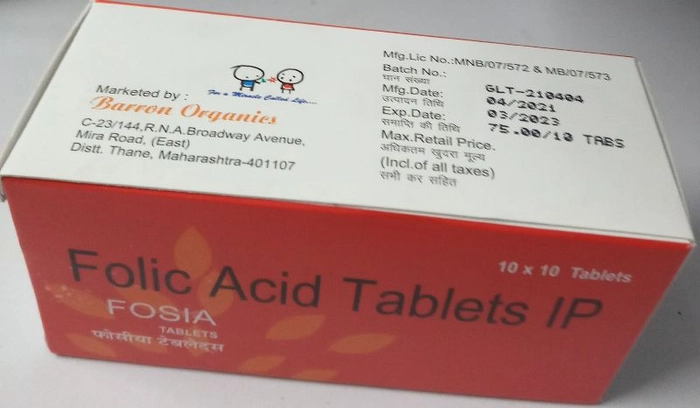 Marketed by :
For a Miracle Called Life....
Barron Organics
C-23/144,R.N.A.Broadway Avenue,
Mira Road, (East)
Distt. Thane, Maharashtra-401107
Mfg.Lic No.:MNB/07/572 & MB/07/573
Batch No.: GLT-210404
घान संख्या
Mfg.Date: 04/2021
उत्पादन तिथि
Exp.Date: 03/2023
समाप्ति की तिथि
Max.Retail Price. 75.00/10 TABS
अधिकतम खुदरा मूल्य
(Incl.of all taxes)
सभी कर सहित
10 x 10 Tablets
Folic Acid Tablets IP
FOSIA
TABLETS
फोसीया टेबलेट्स